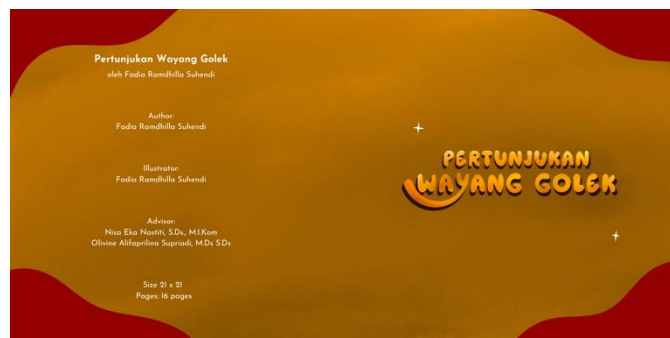 Pertunjukan Wayang Golek
oleh Fadia Ramdhilla Suhendi
Author:
Fadia Ramdhilla Suhendi
Illustrator:
Fadia Ramdhilla Suhendi
Advisor:
Nisa Eka Nastiti, S.Ds., M.I.Kom
Olivine Alifaprilina Supriadi, M.Ds S.Ds
Size 21 x 21
Pages: 16 pages
PERTUNJUKAN
WAYANG GOLEK